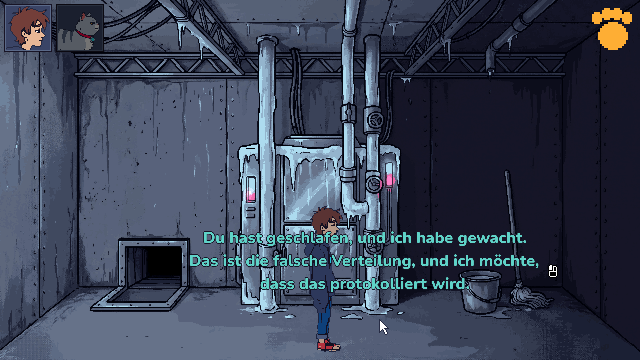 Du hast geschlafen, und ich habe gewacht.
Das ist die falsche Verteilung, und ich möchte,
dass das protokolliert wird.